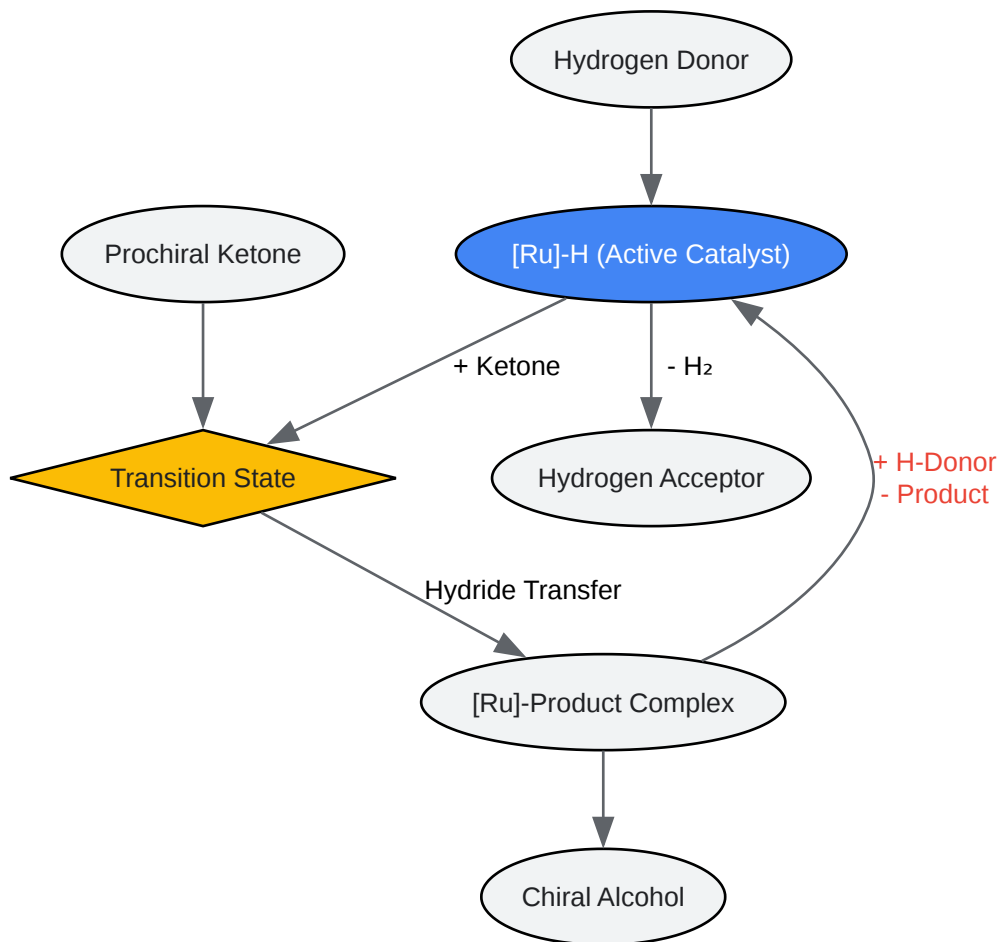 Hydrogen Donor
Prochiral Ketone
[Ru]-H (Active Catalyst)
+ Ketone
- H₂
Transition State
Hydrogen Acceptor
+ H-Donor
- Product
Hydride Transfer
[Ru]-Product Complex
Chiral Alcohol